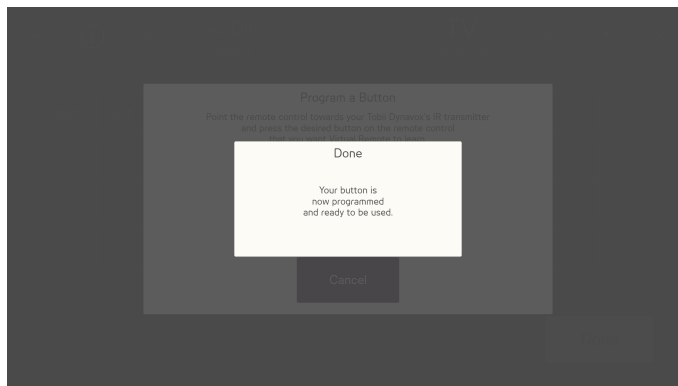 Program a Button
Point the remote control towards your Tobii Dynavox's IR transmitter
and press the desired button on the remote control
that you want Virtual Remote to learn.
Done
Your button is
now programmed
and ready to be used.
Cancel